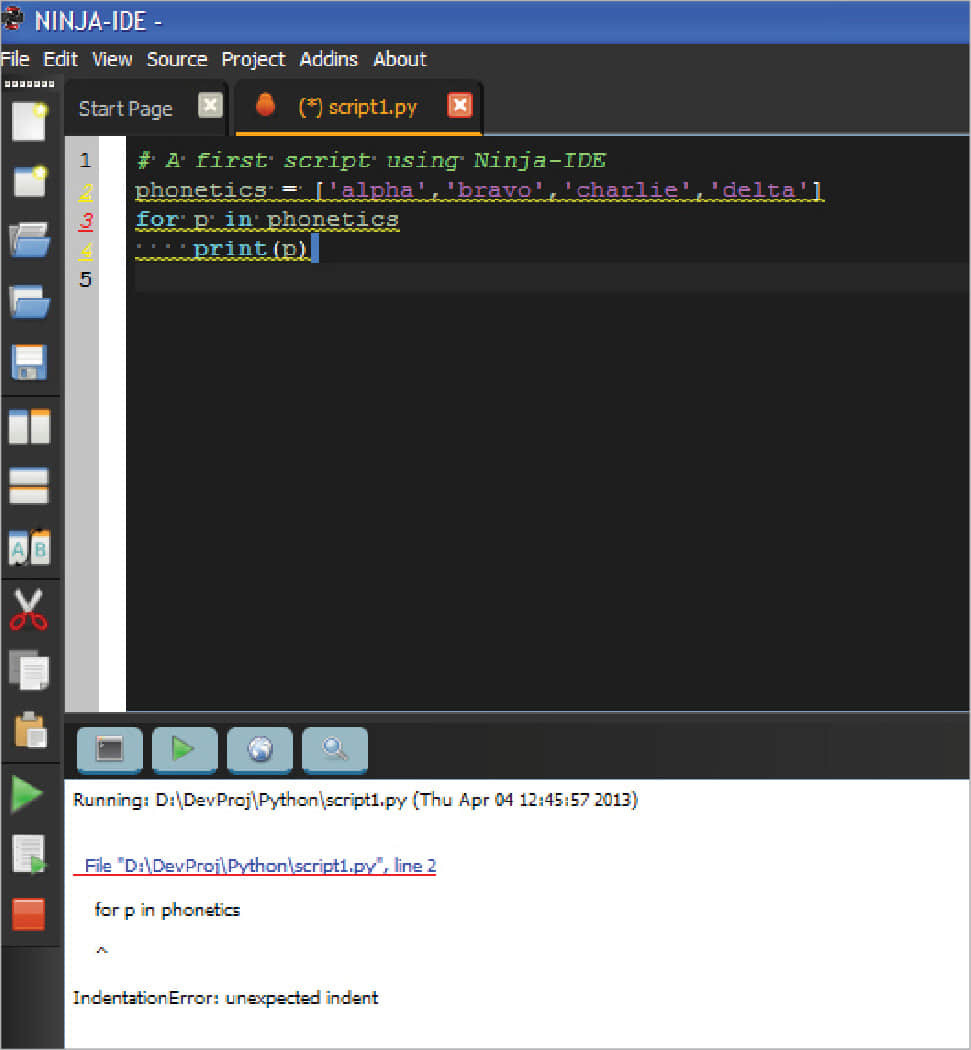 NINJA-IDE -
File Edit View Source Project Addins About
Start Page (*) script1.py
1 # A first script using Ninja-IDE
2 phonetics = ['alpha','bravo','charlie','delta']
3 for p in phonetics
4     print(p)
5
A B
Running: D:\DevProj\Python\script1.py (Thu Apr 04 12:45:57 2013)
File "D:\DevProj\Python\script1.py", line 2
for p in phonetics
^
IndentationError: unexpected indent